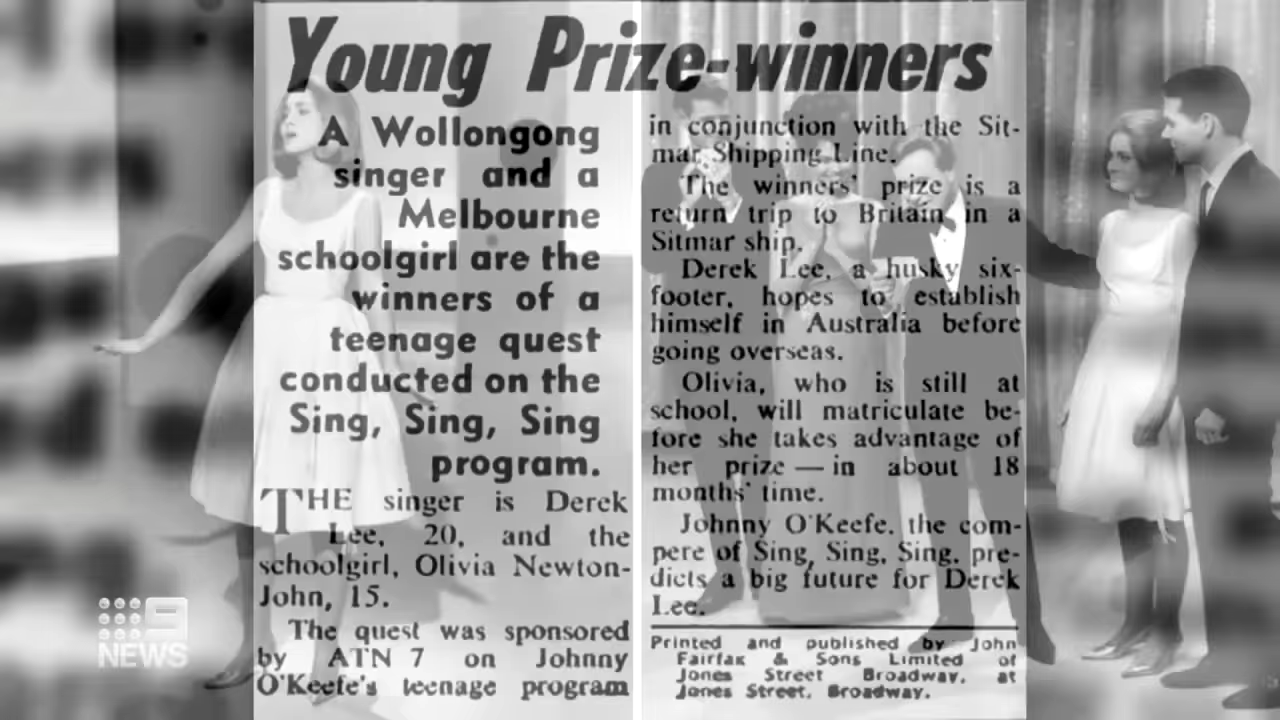 Young Prize-winners
A Wollongong
singer and a
Melbourne
schoolgirl are the
winners of a
teenage quest
conducted on the
Sing, Sing, Sing
program.
THE singer is Derek
Lee, 20, and the
schoolgirl, Olivia Newton-
John, 15.
The quest was sponsored
by ATN 7 on Johnny
O'Keefe's teenage program
in conjunction with the Sit-
mar Shipping Line.
The winners' prize is a
return trip to Britain in a
Sitmar ship.
Derek Lee, a husky six-
footer, hopes to establish
himself in Australia before
going overseas.
Olivia, who is still at
school, will matriculate be-
fore she takes advantage of
her prize — in about 18
months' time.
Johnny O'Keefe, the com-
pere of Sing, Sing, Sing, pre-
dicts a big future for Derek
Lee.
Printed and published by John
Fairfax & Sons Limited of
Jones Street Broadway, at
Jones Street, Broadway.
9
NEWS